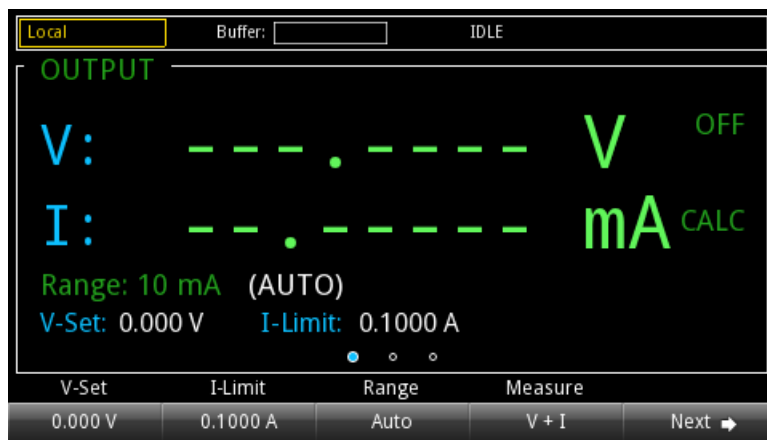 Local Buffer: IDLE
OUTPUT
V: ---.---- V OFF
I: --.----- mA CALC
Range: 10 mA (AUTO)
V-Set: 0.000 V I-Limit: 0.1000 A
V-Set I-Limit Range Measure
0.000 V 0.1000 A Auto V + I Next